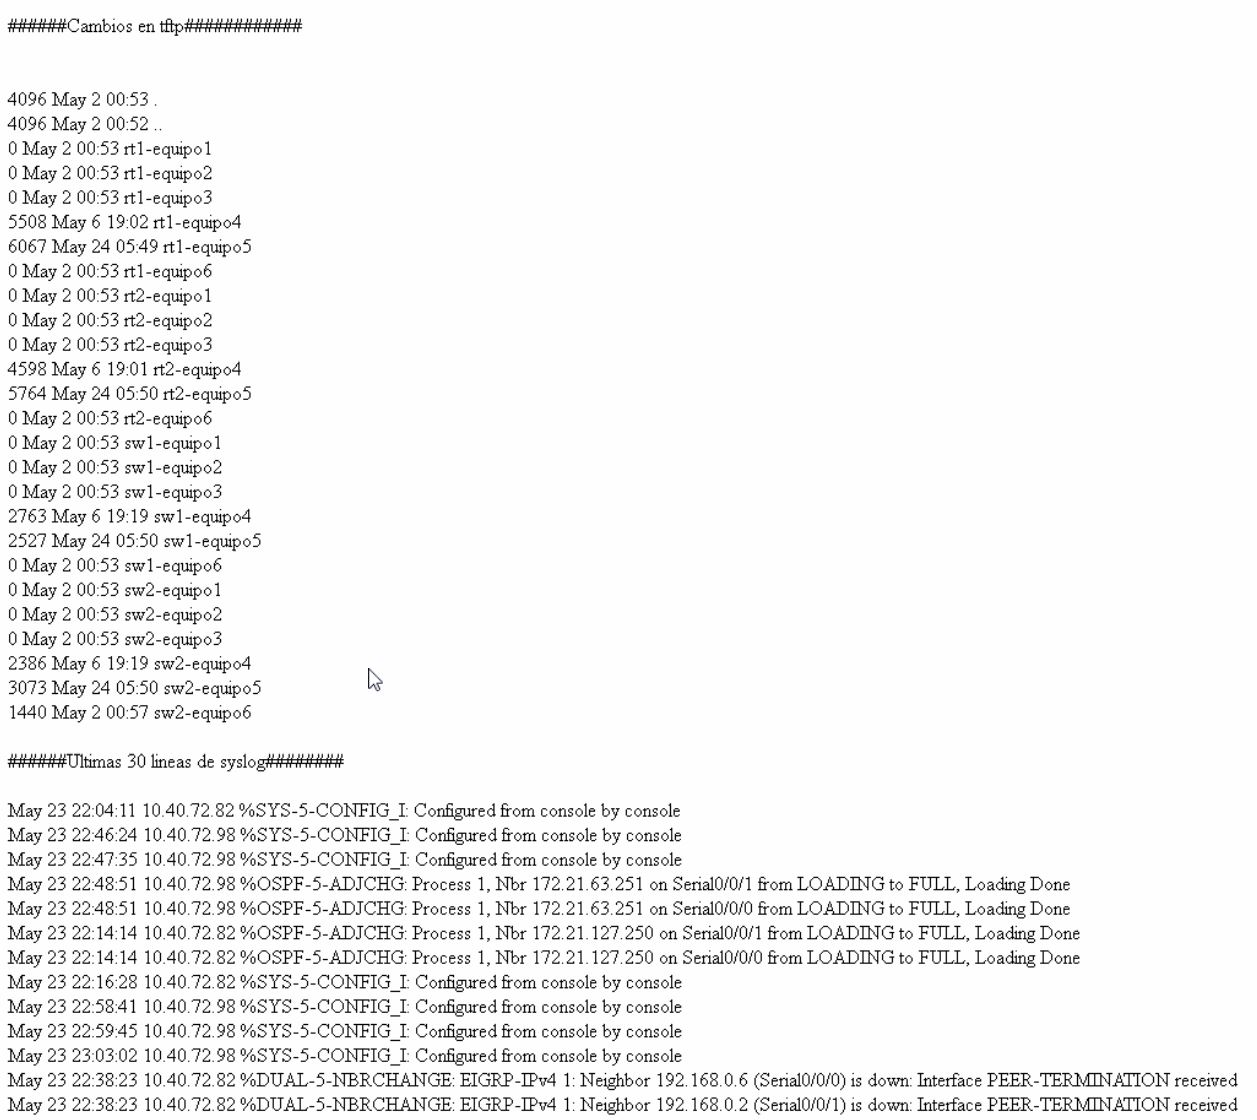 ######Cambios en tftp############
4096 May 2 00:53 .
4096 May 2 00:52 ..
0 May 2 00:53 rt1-equipo1
0 May 2 00:53 rt1-equipo2
0 May 2 00:53 rt1-equipo3
5508 May 6 19:02 rt1-equipo4
6067 May 24 05:49 rt1-equipo5
0 May 2 00:53 rt1-equipo6
0 May 2 00:53 rt2-equipo1
0 May 2 00:53 rt2-equipo2
0 May 2 00:53 rt2-equipo3
4598 May 6 19:01 rt2-equipo4
5764 May 24 05:50 rt2-equipo5
0 May 2 00:53 rt2-equipo6
0 May 2 00:53 sw1-equipo1
0 May 2 00:53 sw1-equipo2
0 May 2 00:53 sw1-equipo3
2763 May 6 19:19 sw1-equipo4
2527 May 24 05:50 sw1-equipo5
0 May 2 00:53 sw1-equipo6
0 May 2 00:53 sw2-equipo1
0 May 2 00:53 sw2-equipo2
0 May 2 00:53 sw2-equipo3
2386 May 6 19:19 sw2-equipo4
3073 May 24 05:50 sw2-equipo5
1440 May 2 00:57 sw2-equipo6
######Ultimas 30 lineas de syslog########
May 23 22:04:11 10.40.72.82 %SYS-5-CONFIG_I: Configured from console by console
May 23 22:46:24 10.40.72.98 %SYS-5-CONFIG_I: Configured from console by console
May 23 22:47:35 10.40.72.98 %SYS-5-CONFIG_I: Configured from console by console
May 23 22:48:51 10.40.72.98 %OSPF-5-ADJCHG: Process 1, Nbr 172.21.63.251 on Serial0/0/1 from LOADING to FULL, Loading Done
May 23 22:48:51 10.40.72.98 %OSPF-5-ADJCHG: Process 1, Nbr 172.21.63.251 on Serial0/0/0 from LOADING to FULL, Loading Done
May 23 22:14:14 10.40.72.82 %OSPF-5-ADJCHG: Process 1, Nbr 172.21.127.250 on Serial0/0/1 from LOADING to FULL, Loading Done
May 23 22:14:14 10.40.72.82 %OSPF-5-ADJCHG: Process 1, Nbr 172.21.127.250 on Serial0/0/0 from LOADING to FULL, Loading Done
May 23 22:16:28 10.40.72.82 %SYS-5-CONFIG_I: Configured from console by console
May 23 22:58:41 10.40.72.98 %SYS-5-CONFIG_I: Configured from console by console
May 23 22:59:45 10.40.72.98 %SYS-5-CONFIG_I: Configured from console by console
May 23 23:03:02 10.40.72.98 %SYS-5-CONFIG_I: Configured from console by console
May 23 22:38:23 10.40.72.82 %DUAL-5-NBRCHANGE: EIGRP-IPv4 1: Neighbor 192.168.0.6 (Serial0/0/0) is down: Interface PEER-TERMINATION received
May 23 22:38:23 10.40.72.82 %DUAL-5-NBRCHANGE: EIGRP-IPv4 1: Neighbor 192.168.0.2 (Serial0/0/1) is down: Interface PEER-TERMINATION received